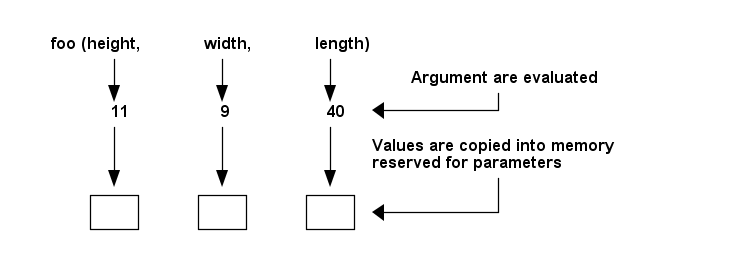 foo (height, width, length)
Argument are evaluated
11 9 40
Values are copied into memory
reserved for parameters